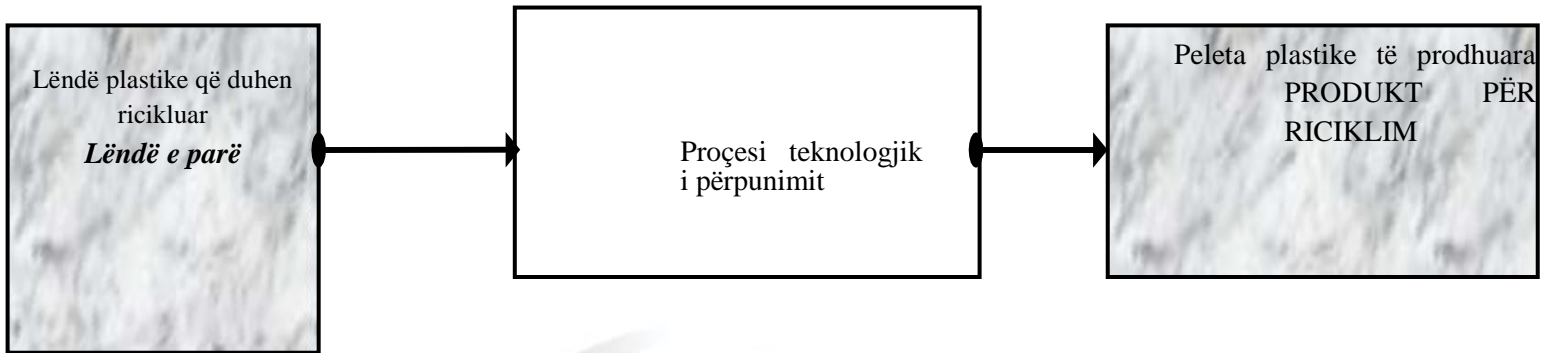 Lëndë plastike që duhen
ricikluar
Lëndë e parë
Proçesi teknologjik
i përpunimit
Peleta plastike të prodhuara
PRODUKT PËR
RICIKLIM